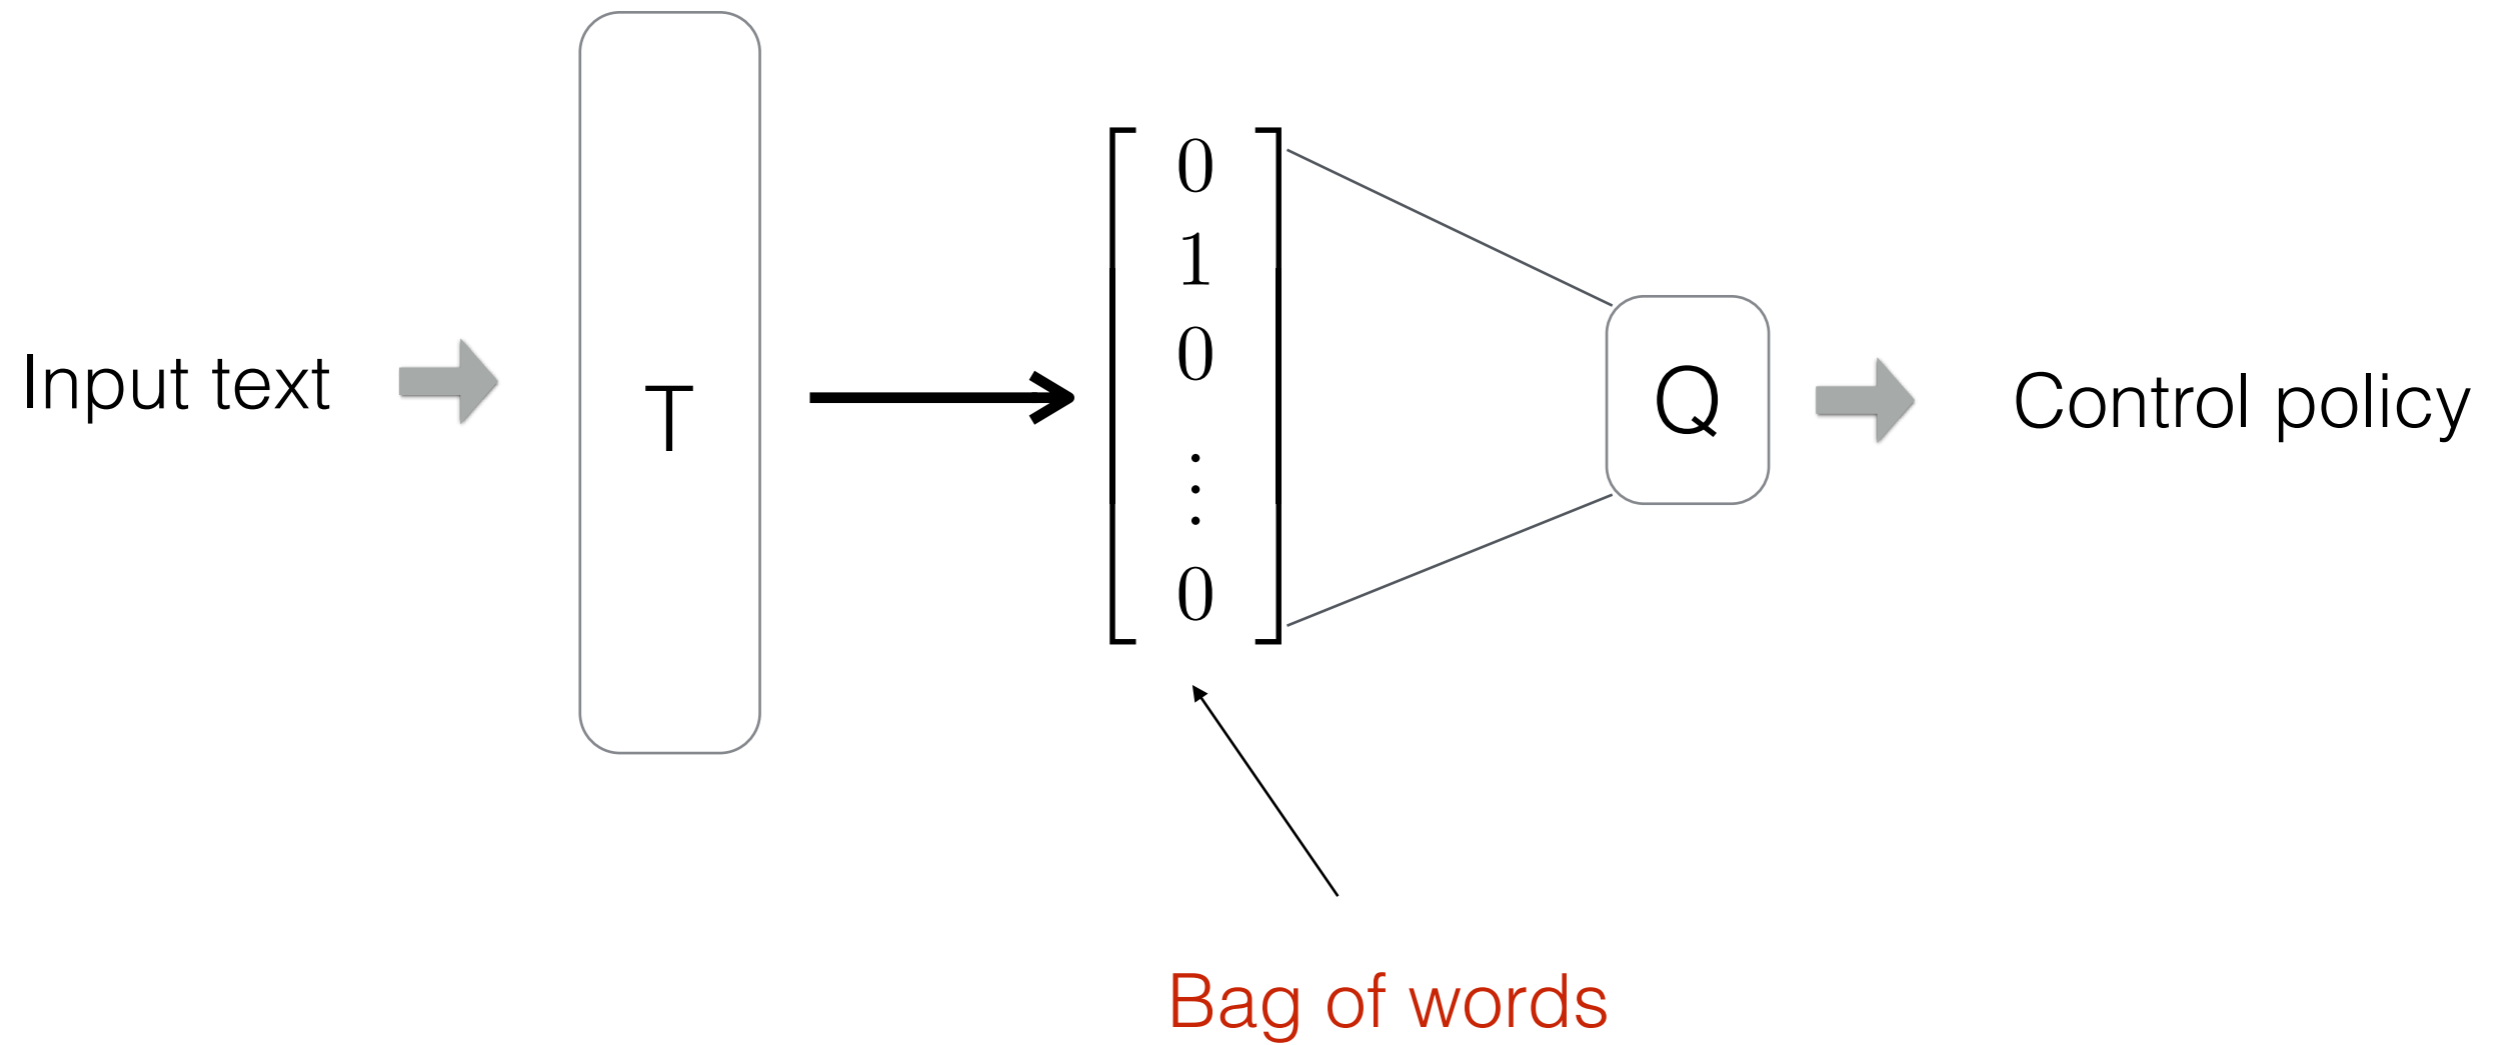 Input text
T
0
1
0
⋮
0
Q
Control policy
Bag of words